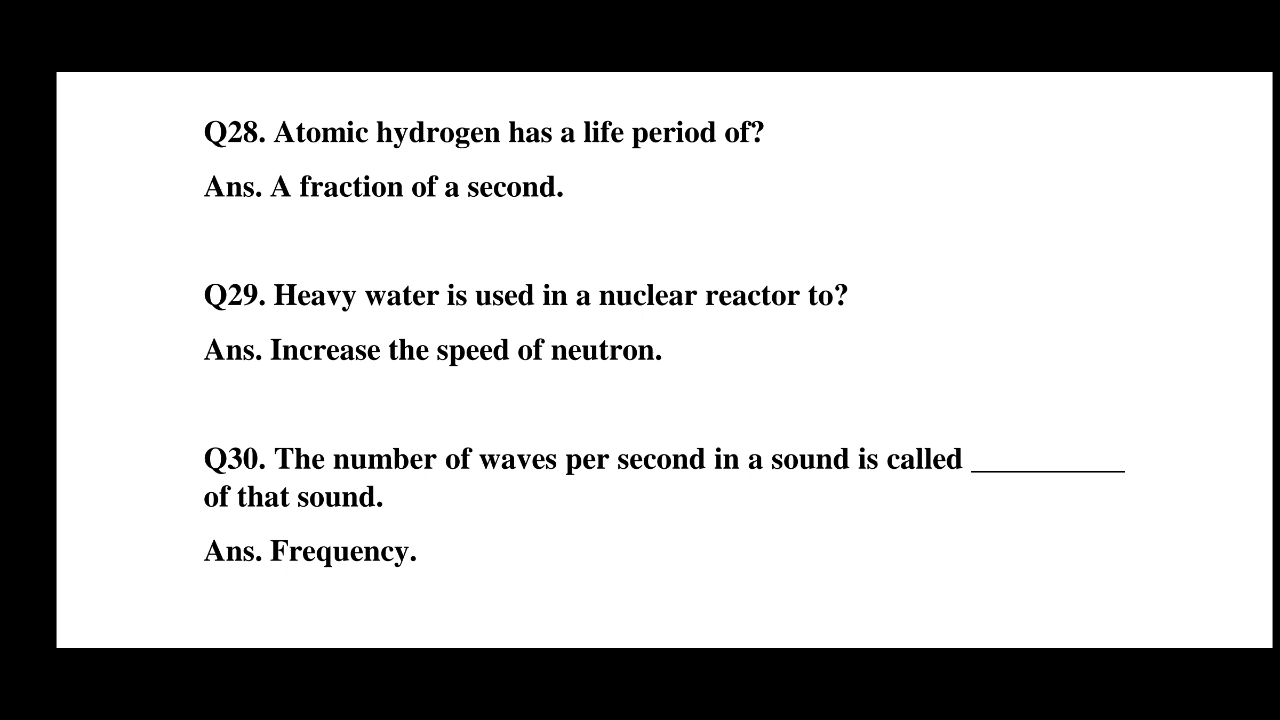 Q28. Atomic hydrogen has a life period of?
Ans. A fraction of a second.
Q29. Heavy water is used in a nuclear reactor to?
Ans. Increase the speed of neutron.
Q30. The number of waves per second in a sound is called __________
of that sound.
Ans. Frequency.